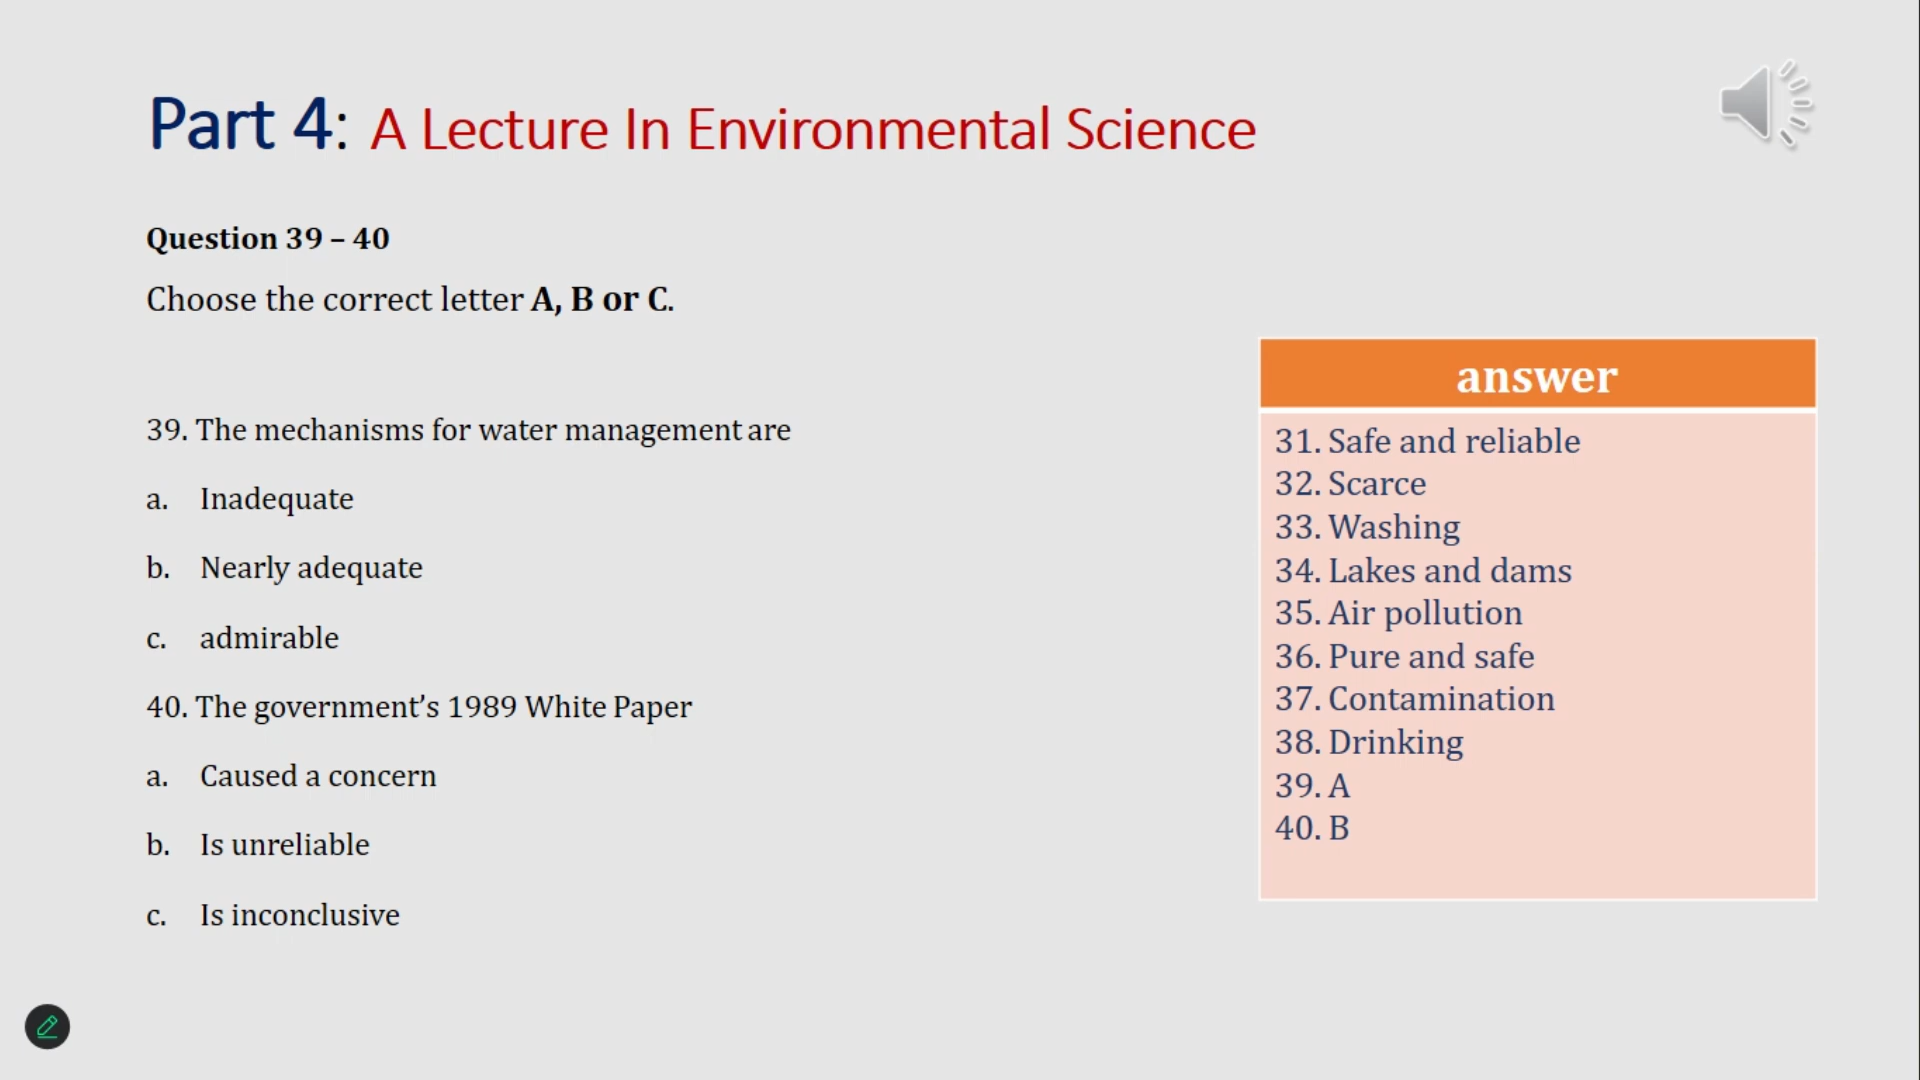 Part 4: A Lecture In Environmental Science
Question 39 – 40
Choose the correct letter A, B or C.
39. The mechanisms for water management are
a. Inadequate
b. Nearly adequate
c. admirable
40. The government’s 1989 White Paper
a. Caused a concern
b. Is unreliable
c. Is inconclusive
answer
31. Safe and reliable
32. Scarce
33. Washing
34. Lakes and dams
35. Air pollution
36. Pure and safe
37. Contamination
38. Drinking
39. A
40. B